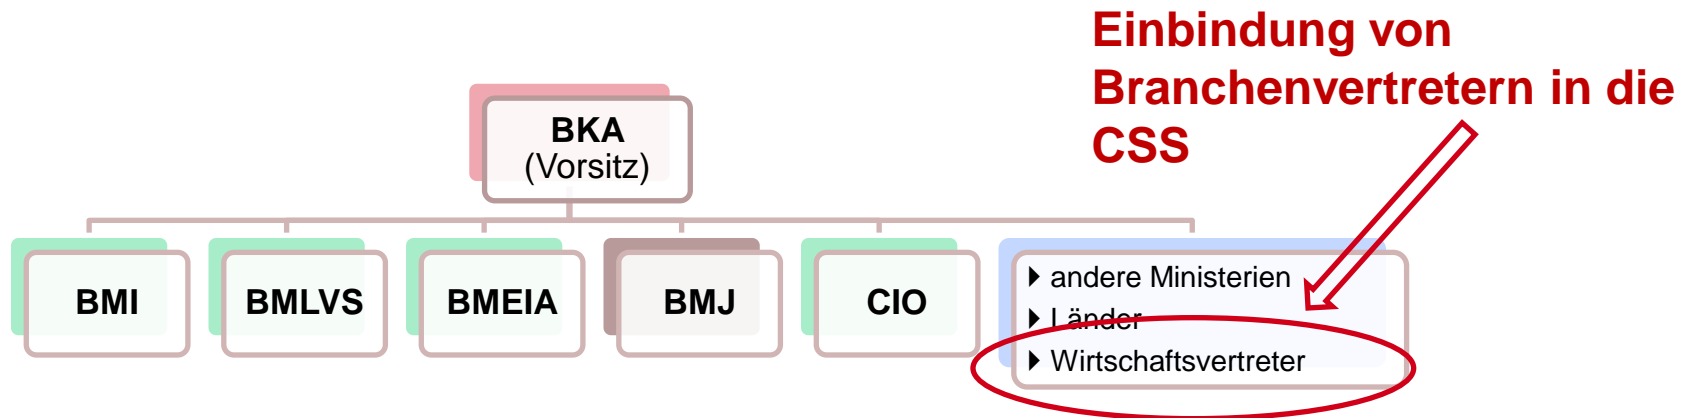 Einbindung von
Branchenvertretern in die
CSS
BKA
(Vorsitz)
BMI
BMLVS
BMEIA
BMJ
CIO
andere Ministerien
Länder
Wirtschaftsvertreter